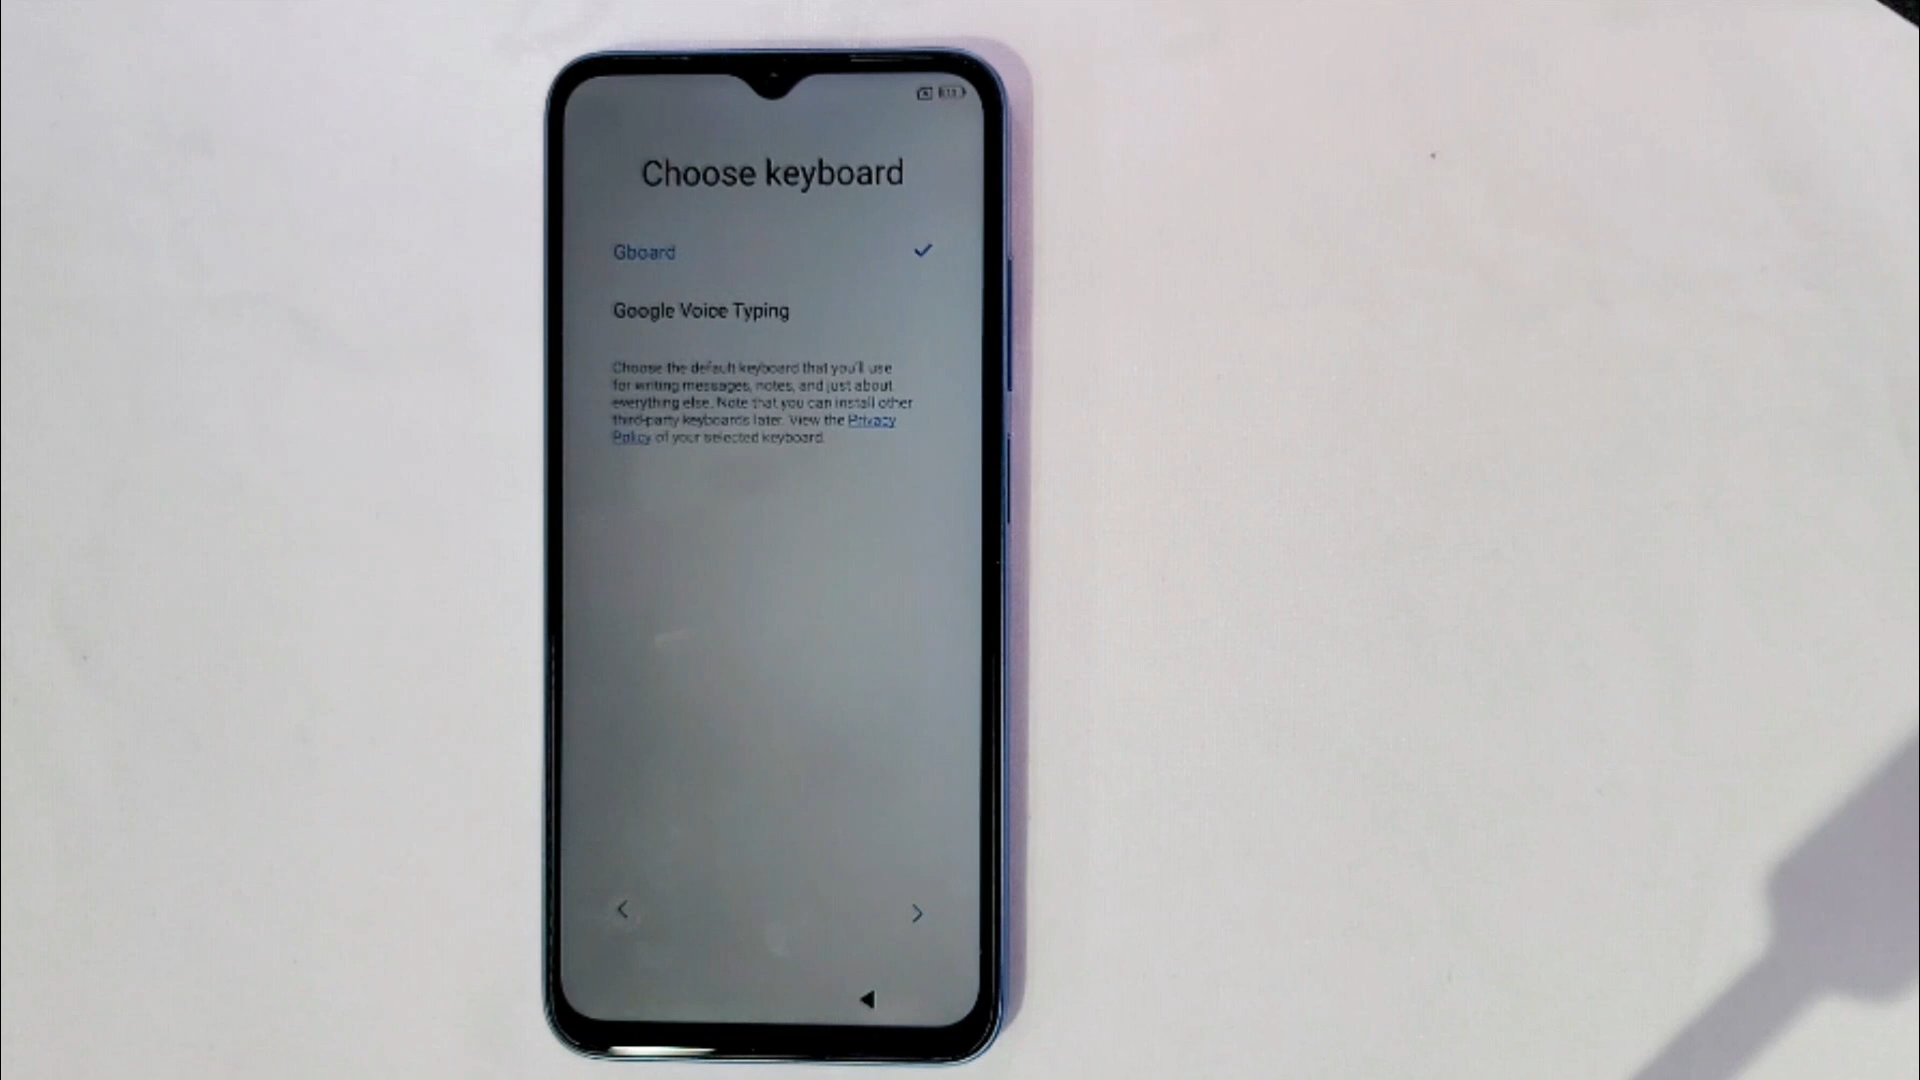 Choose keyboard
Gboard
Google Voice Typing
Choose the default keyboard that you'll use
for writing messages, notes, and just about
everything else. Note that you can install other
third-party keyboards later. View the Privacy
Policy of your selected keyboard.